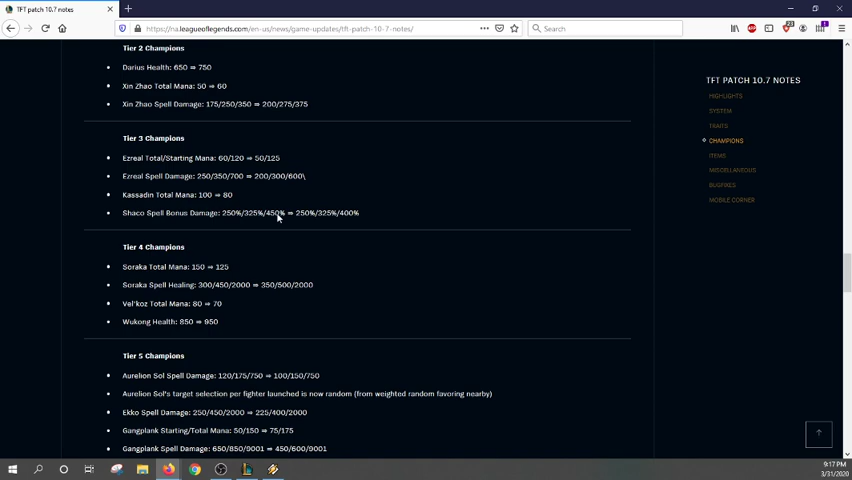 TFT patch 10.7 notes
https://na.leagueoflegends.com/en-us/news/game-updates/tft-patch-10-7-notes/
Search
23
Tier 2 Champions
Darius Health: 650 ⇒ 750
Xin Zhao Total Mana: 50 ⇒ 60
Xin Zhao Spell Damage: 175/250/350 ⇒ 200/275/375
Tier 3 Champions
Ezreal Total/Starting Mana: 60/120 ⇒ 50/125
Ezreal Spell Damage: 250/350/700 ⇒ 200/300/600\
Kassadin Total Mana: 100 ⇒ 80
Shaco Spell Bonus Damage: 250%/325%/450% ⇒ 250%/325%/400%
Tier 4 Champions
Soraka Total Mana: 150 ⇒ 125
Soraka Spell Healing: 300/450/2000 ⇒ 350/500/2000
Vel'koz Total Mana: 80 ⇒ 70
Wukong Health: 850 ⇒ 950
Tier 5 Champions
Aurelion Sol Spell Damage: 120/175/750 ⇒ 100/150/750
Aurelion Sol's target selection per fighter launched is now random (from weighted random favoring nearby)
Ekko Spell Damage: 250/450/2000 ⇒ 225/400/2000
Gangplank Starting/Total Mana: 50/150 ⇒ 75/175
Gangplank Spell Damage: 650/850/9001 ⇒ 450/600/9001
TFT PATCH 10.7 NOTES
HIGHLIGHTS
SYSTEM
TRAITS
CHAMPIONS
ITEMS
MISCELLANEOUS
BUGFIXES
MOBILE CORNER
9:17 PM
3/31/2020